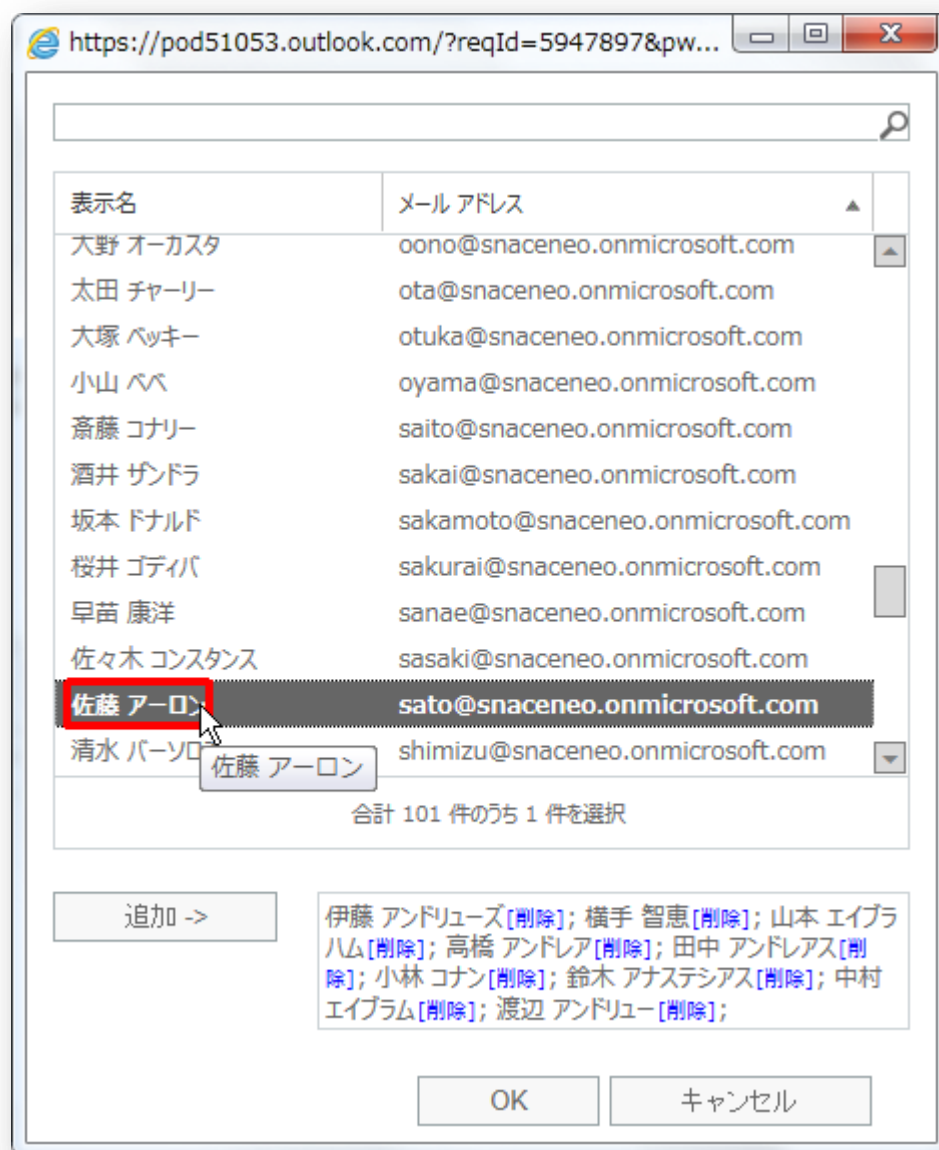 https://pod51053.outlook.com/?reqId=5947897&pw...
表示名 メール アドレス
大野 オーカスタ oono@snaceneo.onmicrosoft.com
太田 チャーリー ota@snaceneo.onmicrosoft.com
大塚 ベッキー otuka@snaceneo.onmicrosoft.com
小山 ベベ oyama@snaceneo.onmicrosoft.com
斎藤 コナリー saito@snaceneo.onmicrosoft.com
酒井 ザンドラ sakai@snaceneo.onmicrosoft.com
坂本 ドナルド sakamoto@snaceneo.onmicrosoft.com
桜井 ゴディバ sakurai@snaceneo.onmicrosoft.com
早苗 康洋 sanae@snaceneo.onmicrosoft.com
佐々木 コンスタンス sasaki@snaceneo.onmicrosoft.com
佐藤 アーロン sato@snaceneo.onmicrosoft.com
清水 shimizu@snaceneo.onmicrosoft.com
佐藤 アーロン
合計 101 件のうち 1 件を選択
追加 ->
伊藤 アンドリューズ[削除]; 横手 智恵[削除]; 山本 エイブラ
ハム[削除]; 高橋 アンドレア[削除]; 田中 アンドレアス[削
除]; 小林 コナン[削除]; 鈴木 アナステシアス[削除]; 中村
エイブラム[削除]; 渡辺 アンドリュー[削除];
OK キャンセル